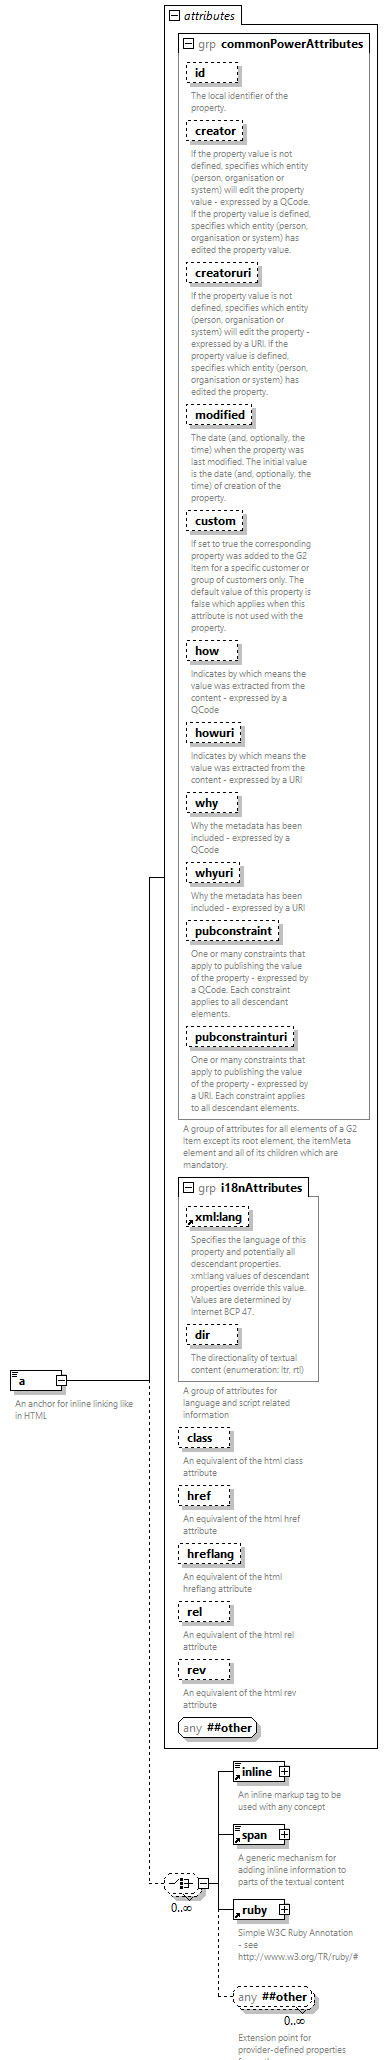 attributes
grp commonPowerAttributes
id
The local identifier of the
property.
creator
If the property value is not
defined, specifies which entity
(person, organisation or
system) will edit the property
value - expressed by a QCode.
If the property value is defined,
specifies which entity (person,
organisation or system) has
edited the property value.
creatoruri
If the property value is not
defined, specifies which entity
(person, organisation or
system) will edit the property -
expressed by a URI. If the
property value is defined,
specifies which entity (person,
organisation or system) has
edited the property.
modified
The date (and, optionally, the
time) when the property was
last modified. The initial value
is the date (and, optionally, the
time) of creation of the
property.
custom
If set to true the corresponding
property was added to the G2
Item for a specific customer or
group of customers only. The
default value of this property is
false which applies when this
attribute is not used with the
property.
how
Indicates by which means the
value was extracted from the
content - expressed by a
QCode
howuri
Indicates by which means the
value was extracted from the
content - expressed by a URI
why
Why the metadata has been
included - expressed by a
QCode
whyuri
Why the metadata has been
included - expressed by a URI
pubconstraint
One or many constraints that
apply to publishing the value
of the property - expressed by
a QCode. Each constraint
applies to all descendant
elements.
pubconstrainturi
One or many constraints that
apply to publishing the value
of the property - expressed by
a URI. Each constraint applies
to all descendant elements.
A group of attributes for all elements of a G2
Item except its root element, the itemMeta
element and all of its children which are
mandatory.
grp i18nAttributes
xml:lang
Specifies the language of this
property and potentially all
descendant properties.
xml:lang values of descendant
properties override this value.
Values are determined by
Internet BCP 47.
dir
The directionality of textual
content (enumeration: ltr, rtl)
a
An anchor for inline linking like
in HTML
A group of attributes for
language and script related
information
class
An equivalent of the html class
attribute
href
An equivalent of the html href
attribute
hreflang
An equivalent of the html
hreflang attribute
rel
An equivalent of the html rel
attribute
rev
An equivalent of the html rev
attribute
any ##other
inline
An inline markup tag to be
used with any concept
span
A generic mechanism for
adding inline information to
parts of the textual content
0..∞
ruby
Simple W3C Ruby Annotation
- see
http://www.w3.org/TR/ruby/#
any ##other
0..∞
Extension point for
provider-defined properties